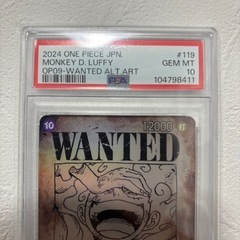 2024 ONE PIECE JPN. #119
MONKEY D. LUFFY GEM MT
OP09-WANTED ALT ART 10
PSA 104798411
10 12000
WANTED